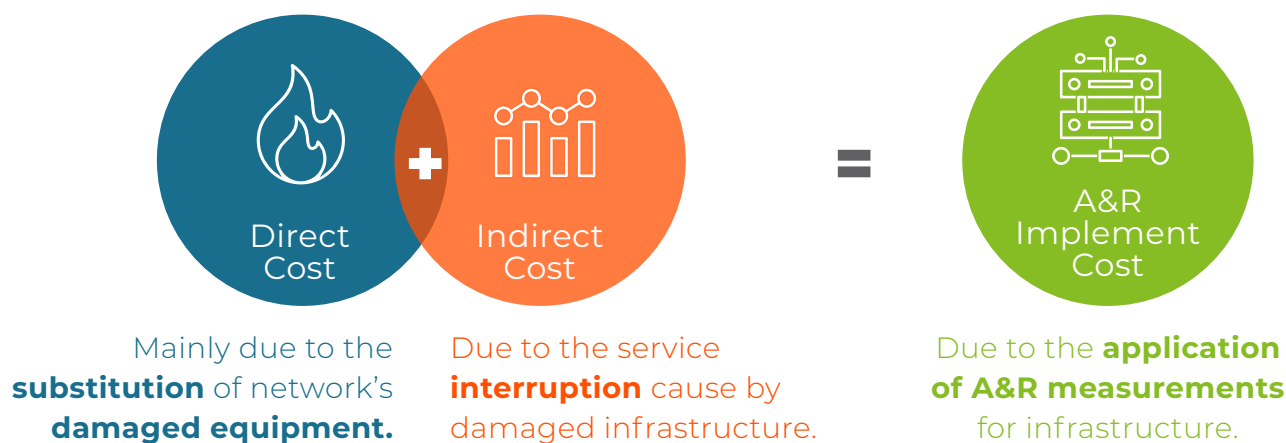 Direct
Cost
+
Indirect
Cost
=
A&R
Implement
Cost
Mainly due to the
substitution of network's
damaged equipment.
Due to the service
interruption cause by
damaged infrastructure.
Due to the application
of A&R measurements
for infrastructure.